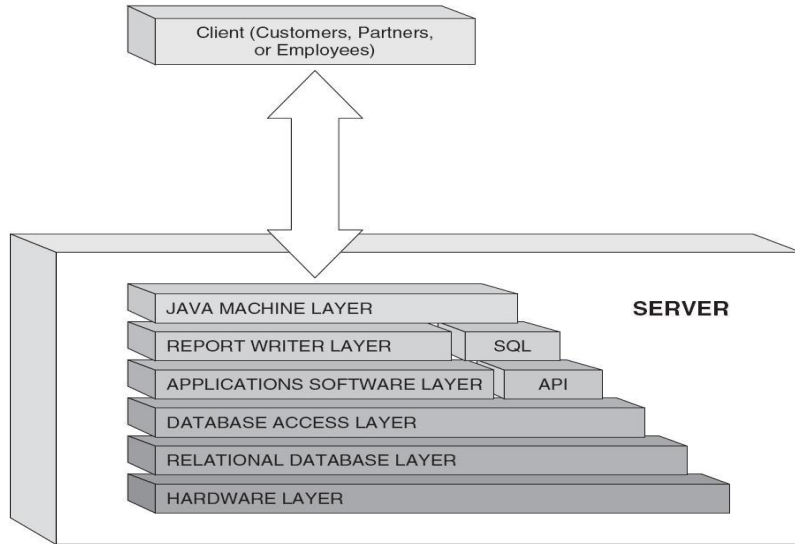 Client (Customers, Partners,
or Employees)
JAVA MACHINE LAYER
SERVER
REPORT WRITER LAYER
SQL
APPLICATIONS SOFTWARE LAYER
API
DATABASE ACCESS LAYER
RELATIONAL DATABASE LAYER
HARDWARE LAYER